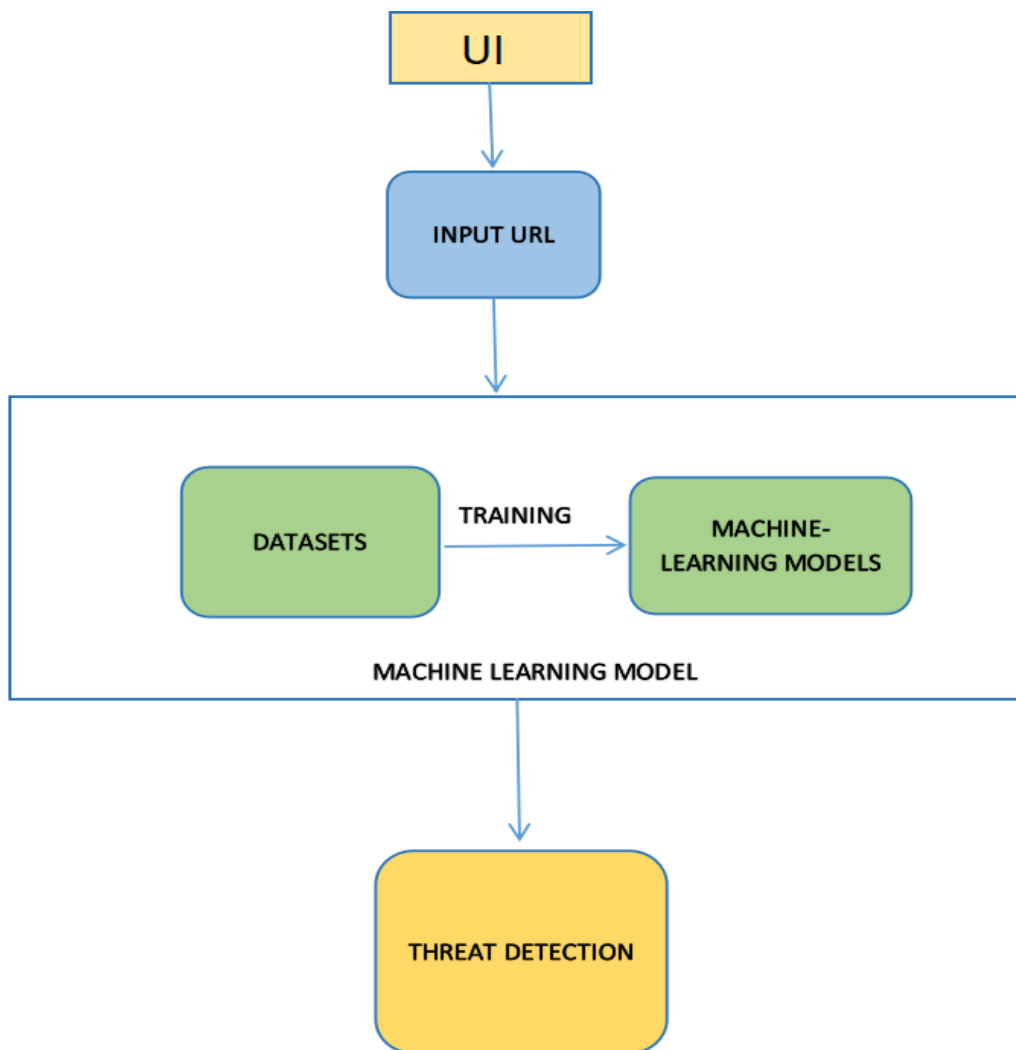 UI
INPUT URL
DATASETS
TRAINING
MACHINE-
LEARNING MODELS
MACHINE LEARNING MODEL
THREAT DETECTION